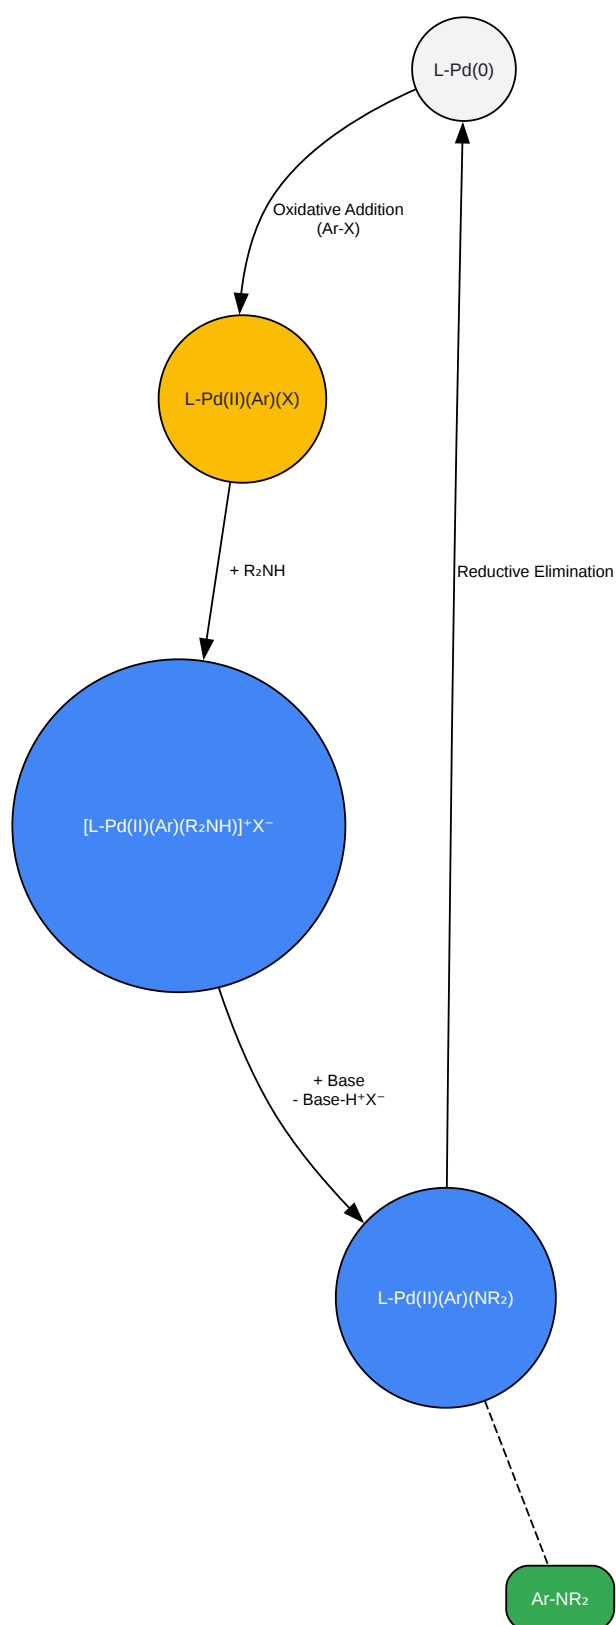 L-Pd(0)
Oxidative Addition
(Ar-X)
L-Pd(II)(Ar)(X)
+ R₂NH
Reductive Elimination
[L-Pd(II)(Ar)(R₂NH)]⁺X⁻
+ Base
- Base-H⁺X⁻
L-Pd(II)(Ar)(NR₂)
Ar-NR₂